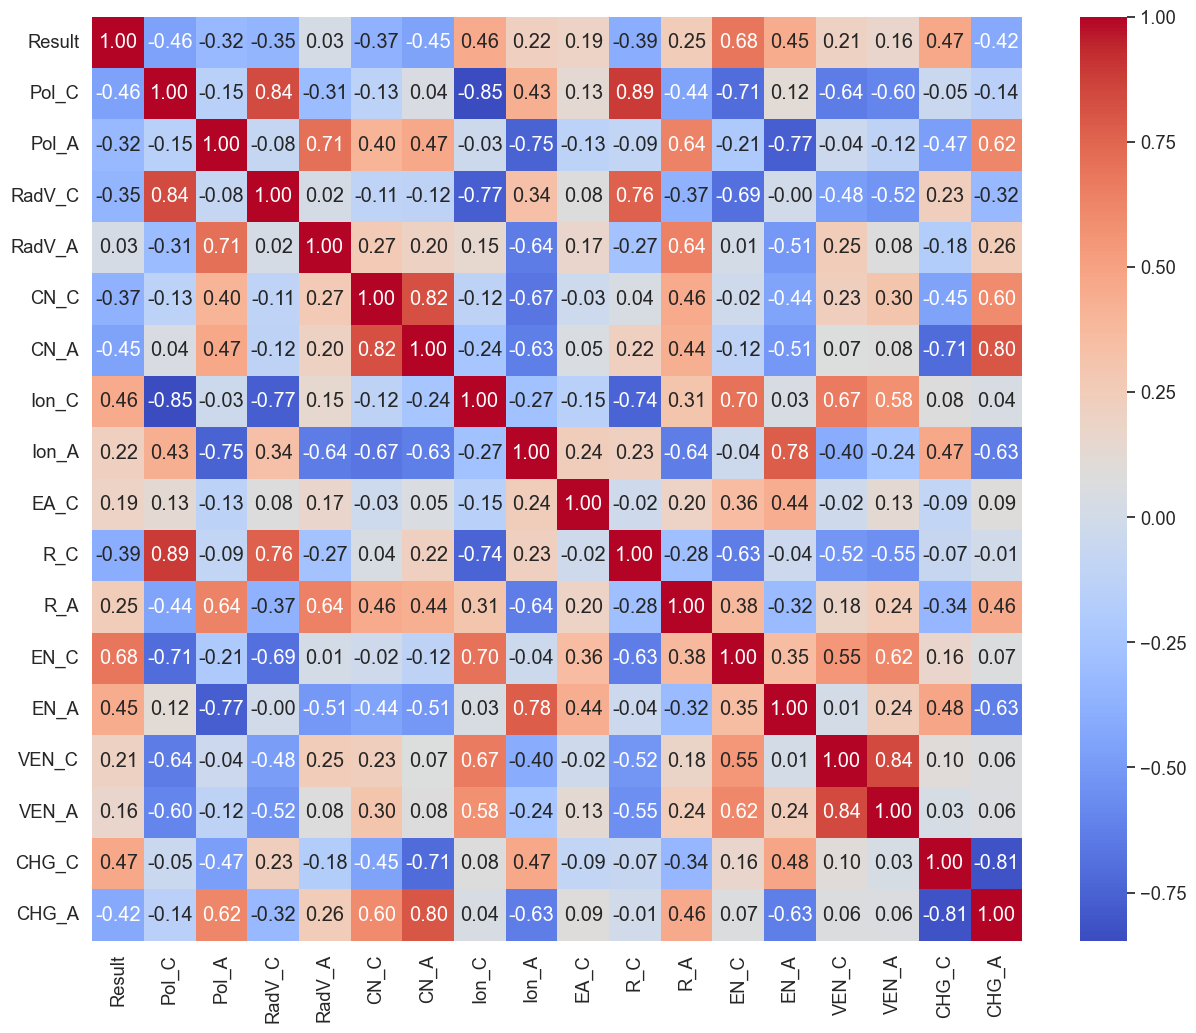 Result 1.00 -0.46 -0.32 -0.35 0.03 -0.37 -0.45 0.46 0.22 0.19 -0.39 0.25 0.68 0.45 0.21 0.16 0.47 -0.42
Pol_C -0.46 1.00 -0.15 0.84 -0.31 -0.13 0.04 -0.85 0.43 0.13 0.89 -0.44 -0.71 0.12 -0.64 -0.60 -0.05 -0.14
Pol_A -0.32 -0.15 1.00 -0.08 0.71 0.40 0.47 -0.03 -0.75 -0.13 -0.09 0.64 -0.21 -0.77 -0.04 -0.12 -0.47 0.62
RadV_C -0.35 0.84 -0.08 1.00 0.02 -0.11 -0.12 -0.77 0.34 0.08 0.76 -0.37 -0.69 -0.00 -0.48 -0.52 0.23 -0.32
RadV_A 0.03 -0.31 0.71 0.02 1.00 0.27 0.20 0.15 -0.64 0.17 -0.27 0.64 0.01 -0.51 0.25 0.08 -0.18 0.26
CN_C -0.37 -0.13 0.40 -0.11 0.27 1.00 0.82 -0.12 -0.67 -0.03 0.04 0.46 -0.02 -0.44 0.23 0.30 -0.45 0.60
CN_A -0.45 0.04 0.47 -0.12 0.20 0.82 1.00 -0.24 -0.63 0.05 0.22 0.44 -0.12 -0.51 0.07 0.08 -0.71 0.80
Ion_C 0.46 -0.85 -0.03 -0.77 0.15 -0.12 -0.24 1.00 -0.27 -0.15 -0.74 0.31 0.70 0.03 0.67 0.58 0.08 0.04
Ion_A 0.22 0.43 -0.75 0.34 -0.64 -0.67 -0.63 -0.27 1.00 0.24 0.23 -0.64 -0.04 0.78 -0.40 -0.24 0.47 -0.63
EA_C 0.19 0.13 -0.13 0.08 0.17 -0.03 0.05 -0.15 0.24 1.00 -0.02 0.20 0.36 0.44 -0.02 0.13 -0.09 0.09
R_C -0.39 0.89 -0.09 0.76 -0.27 0.04 0.22 -0.74 0.23 -0.02 1.00 -0.28 -0.63 -0.04 -0.52 -0.55 -0.07 -0.01
R_A 0.25 -0.44 0.64 -0.37 0.64 0.46 0.44 0.31 -0.64 0.20 -0.28 1.00 0.38 -0.32 0.18 0.24 -0.34 0.46
EN_C 0.68 -0.71 -0.21 -0.69 0.01 -0.02 -0.12 0.70 -0.04 0.36 -0.63 0.38 1.00 0.35 0.55 0.62 0.16 0.07
EN_A 0.45 0.12 -0.77 -0.00 -0.51 -0.44 -0.51 0.03 0.78 0.44 -0.04 -0.32 0.35 1.00 0.01 0.24 0.48 -0.63
VEN_C 0.21 -0.64 -0.04 -0.48 0.25 0.23 0.07 0.67 -0.40 -0.02 -0.52 0.18 0.55 0.01 1.00 0.84 0.10 0.06
VEN_A 0.16 -0.60 -0.12 -0.52 0.08 0.30 0.08 0.58 -0.24 0.13 -0.55 0.24 0.62 0.24 0.84 1.00 0.03 0.06
CHG_C 0.47 -0.05 -0.47 0.23 -0.18 -0.45 -0.71 0.08 0.47 -0.09 -0.07 -0.34 0.16 0.48 0.10 0.03 1.00 -0.81
CHG_A -0.42 -0.14 0.62 -0.32 0.26 0.60 0.80 0.04 -0.63 0.09 -0.01 0.46 0.07 -0.63 0.06 0.06 -0.81 1.00
Result Pol_C Pol_A RadV_C RadV_A CN_C CN_A Ion_C Ion_A EA_C R_C R_A EN_C EN_A VEN_C VEN_A CHG_C CHG_A
1.00
0.75
0.50
0.25
0.00
−0.25
−0.50
−0.75